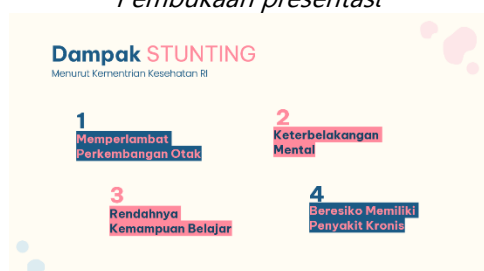 Pembukaan presentasi
Dampak STUNTING
Menurut Kementrian Kesehatan RI
1
Memperlambat
Perkembangan Otak
2
Keterbelakangan
Mental
3
Rendahnya
Kemampuan Belajar
4
Beresiko Memiliki
Penyakit Kronis